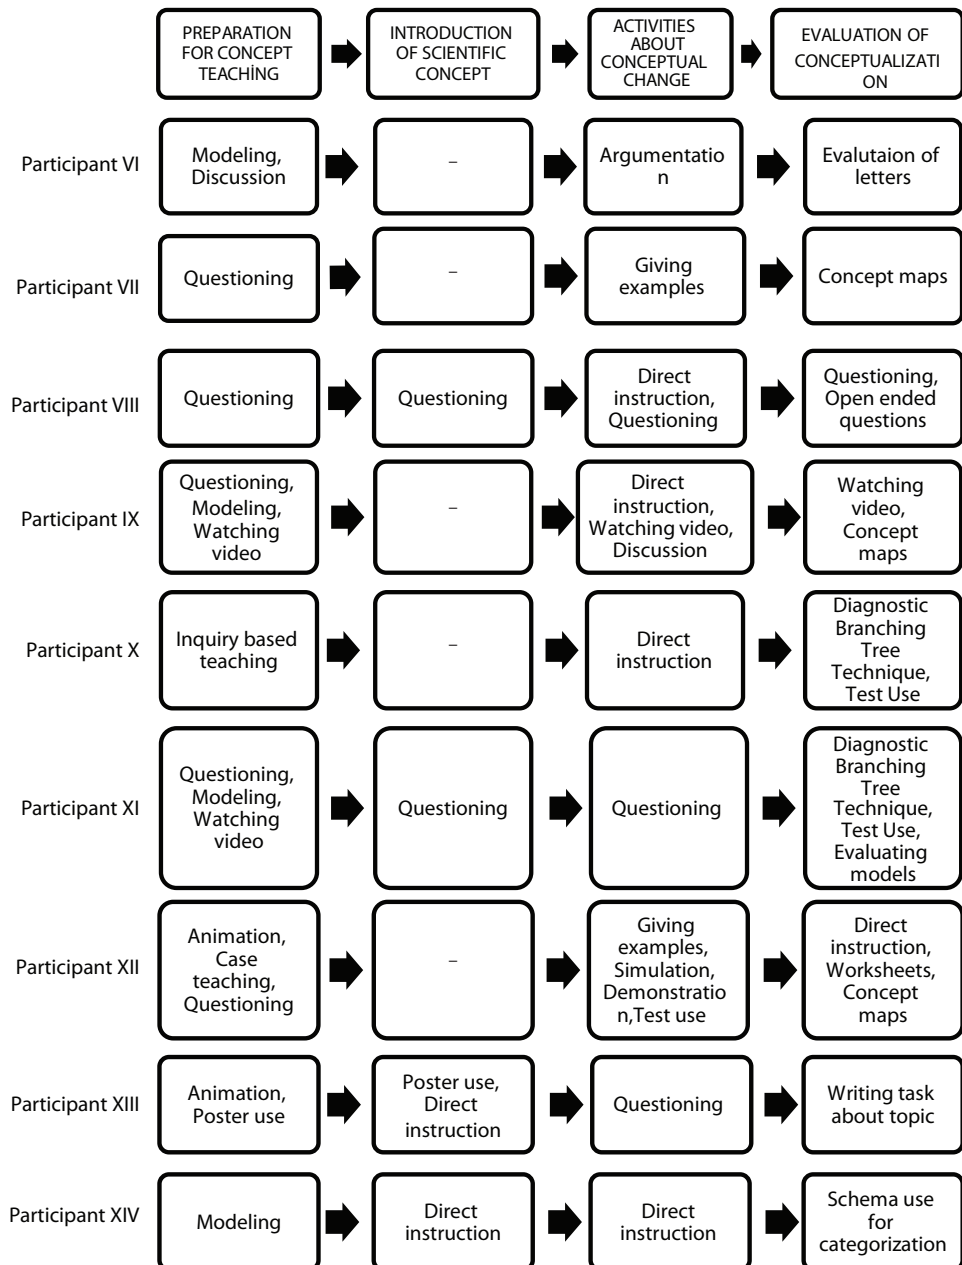 PREPARATION
FOR CONCEPT
TEACHİNG
INTRODUCTION
OF SCIENTIFIC
CONCEPT
ACTIVITIES
ABOUT
CONCEPTUAL
CHANGE
EVALUATION OF
CONCEPTUALIZATI
ON
Participant VI
Modeling,
Discussion
–
Argumentatio
n
Evalutaion of
letters
Participant VII
Questioning
–
Giving
examples
Concept maps
Participant VIII
Questioning
Questioning
Direct
instruction,
Questioning
Questioning,
Open ended
questions
Participant IX
Questioning,
Modeling,
Watching
video
–
Direct
instruction,
Watching video,
Discussion
Watching
video,
Concept
maps
Participant X
Inquiry based
teaching
–
Direct
instruction
Diagnostic
Branching
Tree
Technique,
Test Use
Participant XI
Questioning,
Modeling,
Watching
video
Questioning
Questioning
Diagnostic
Branching
Tree
Technique,
Test Use,
Evaluating
models
Participant XII
Animation,
Case
teaching,
Questioning
–
Giving
examples,
Simulation,
Demonstratio
n,Test use
Direct
instruction,
Worksheets,
Concept
maps
Participant XIII
Animation,
Poster use
Poster use,
Direct
instruction
Questioning
Writing task
about topic
Participant XIV
Modeling
Direct
instruction
Direct
instruction
Schema use
for
categorization